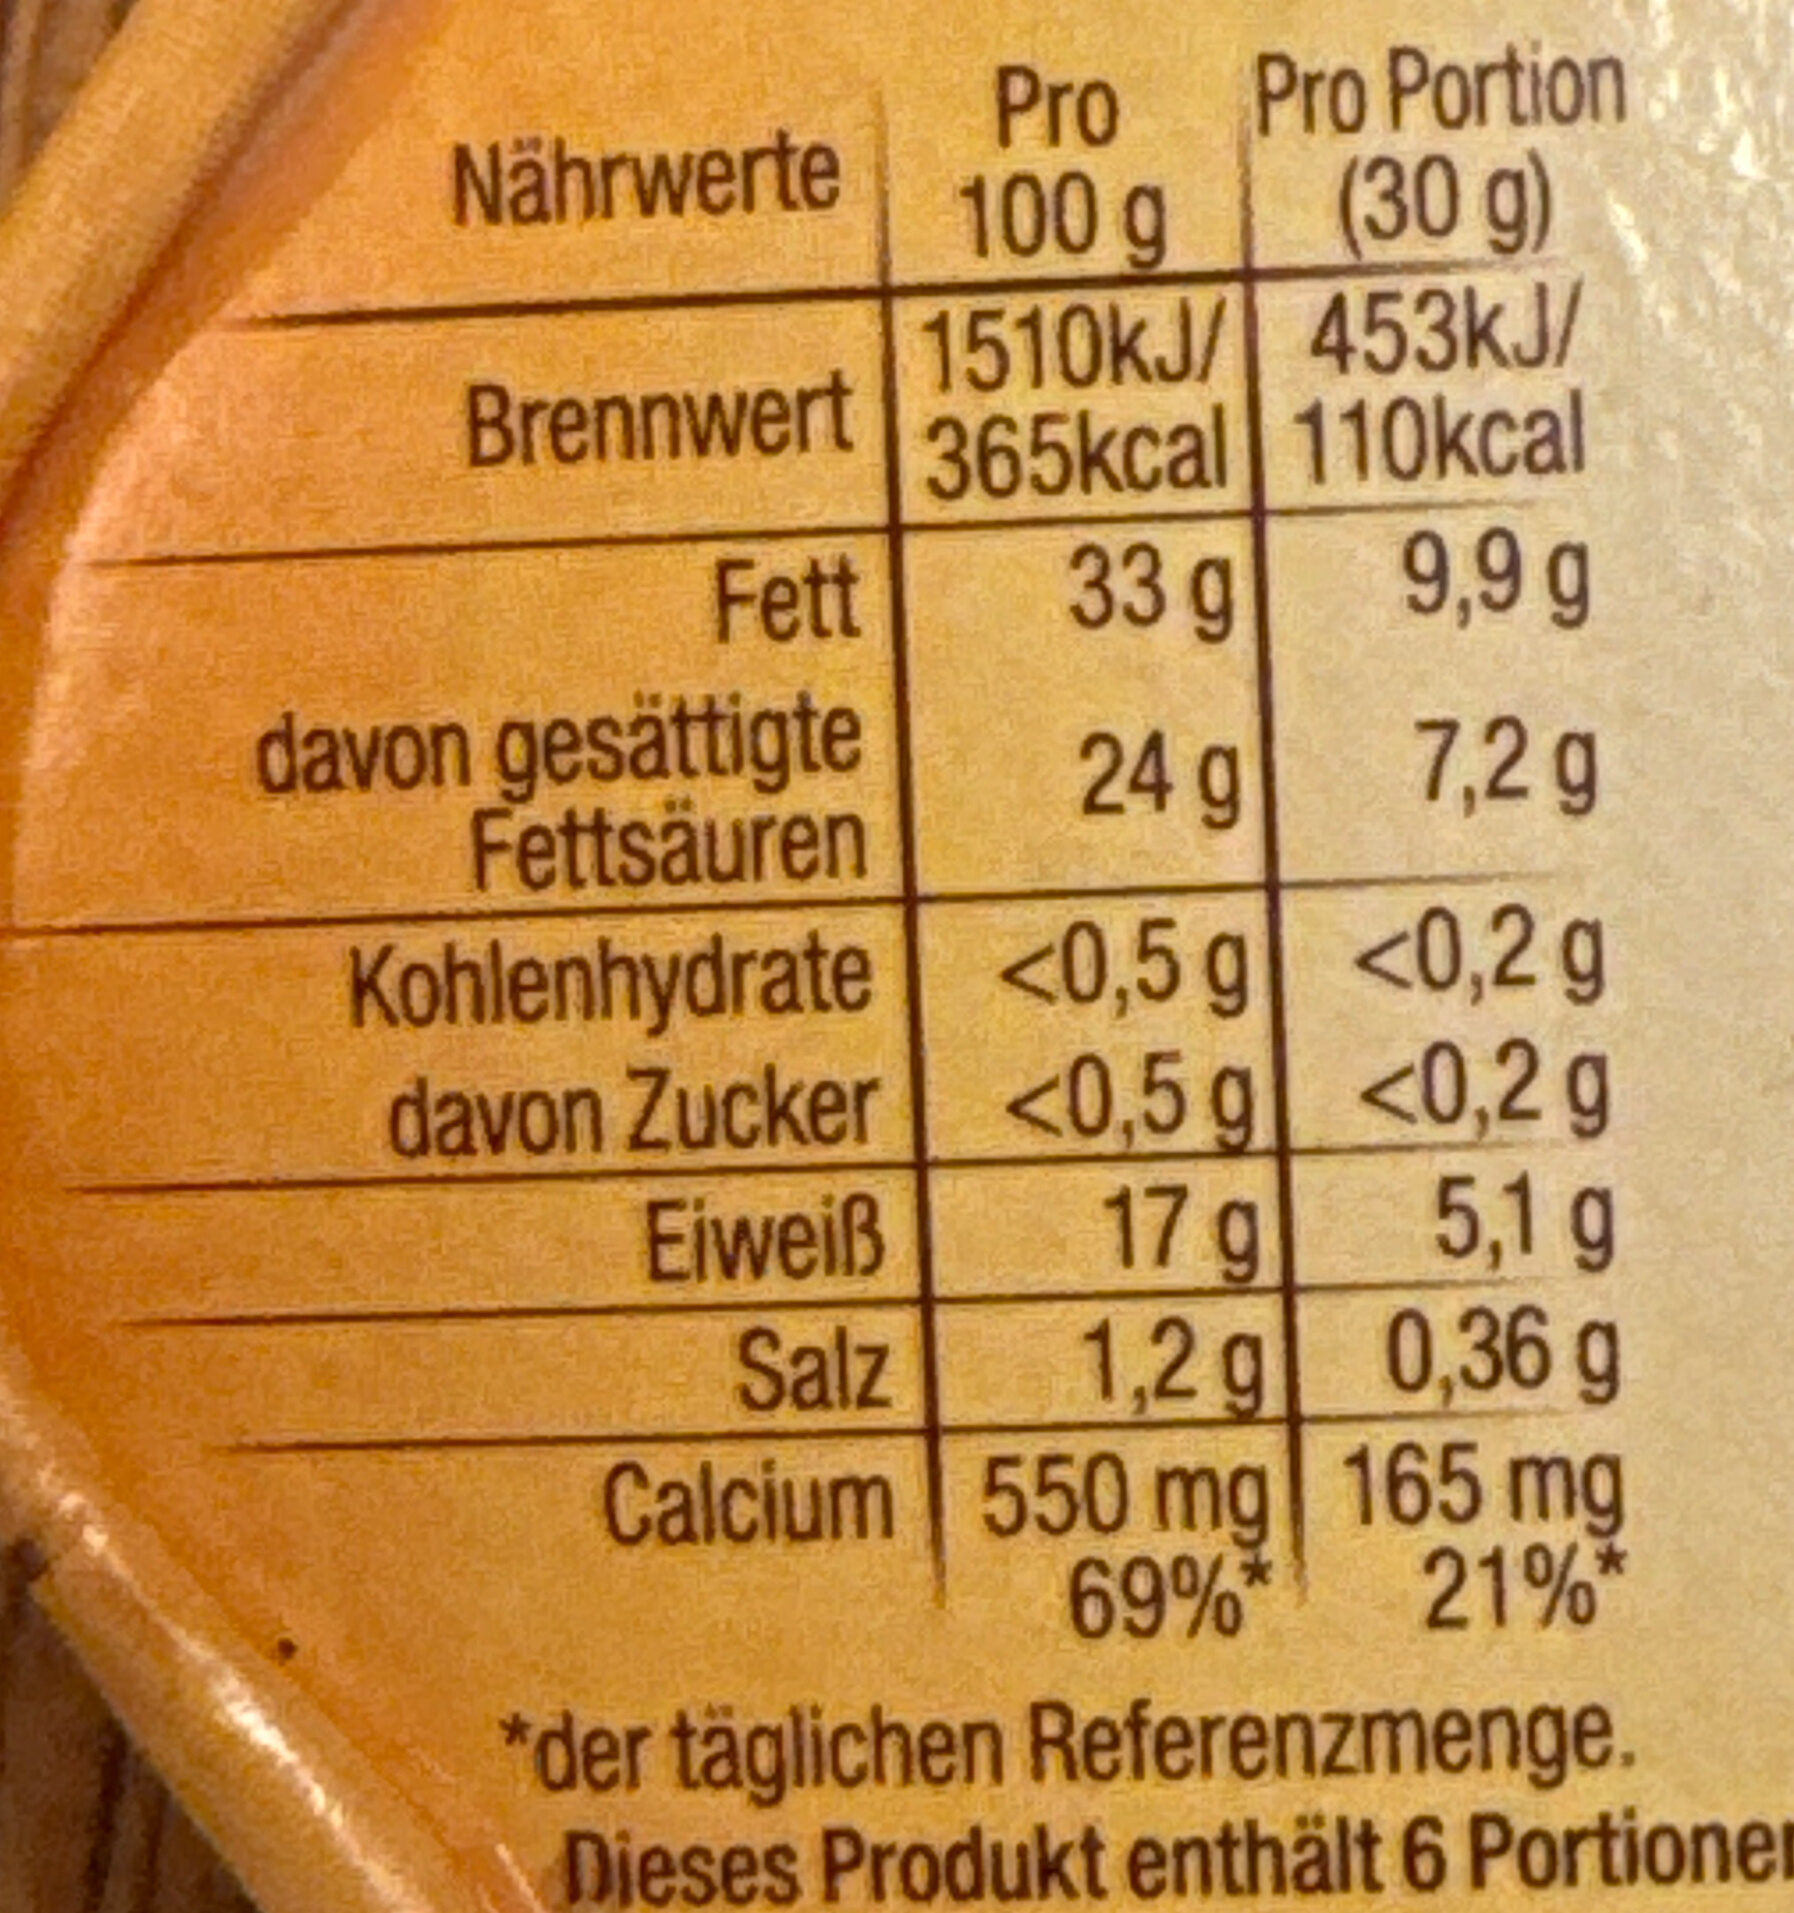 Nährwerte Pro 100 g Pro Portion (30 g)
Brennwert 1510kJ/ 365kcal 453kJ/ 110kcal
Fett 33 g 9,9 g
davon gesättigte Fettsäuren 24 g 7,2 g
Kohlenhydrate <0,5 g <0,2 g
davon Zucker <0,5 g <0,2 g
Eiweiß 17 g 5,1 g
Salz 1,2 g 0,36 g
Calcium 550 mg 165 mg
69%* 21%*
*der täglichen Referenzmenge.
Dieses Produkt enthält 6 Portionen